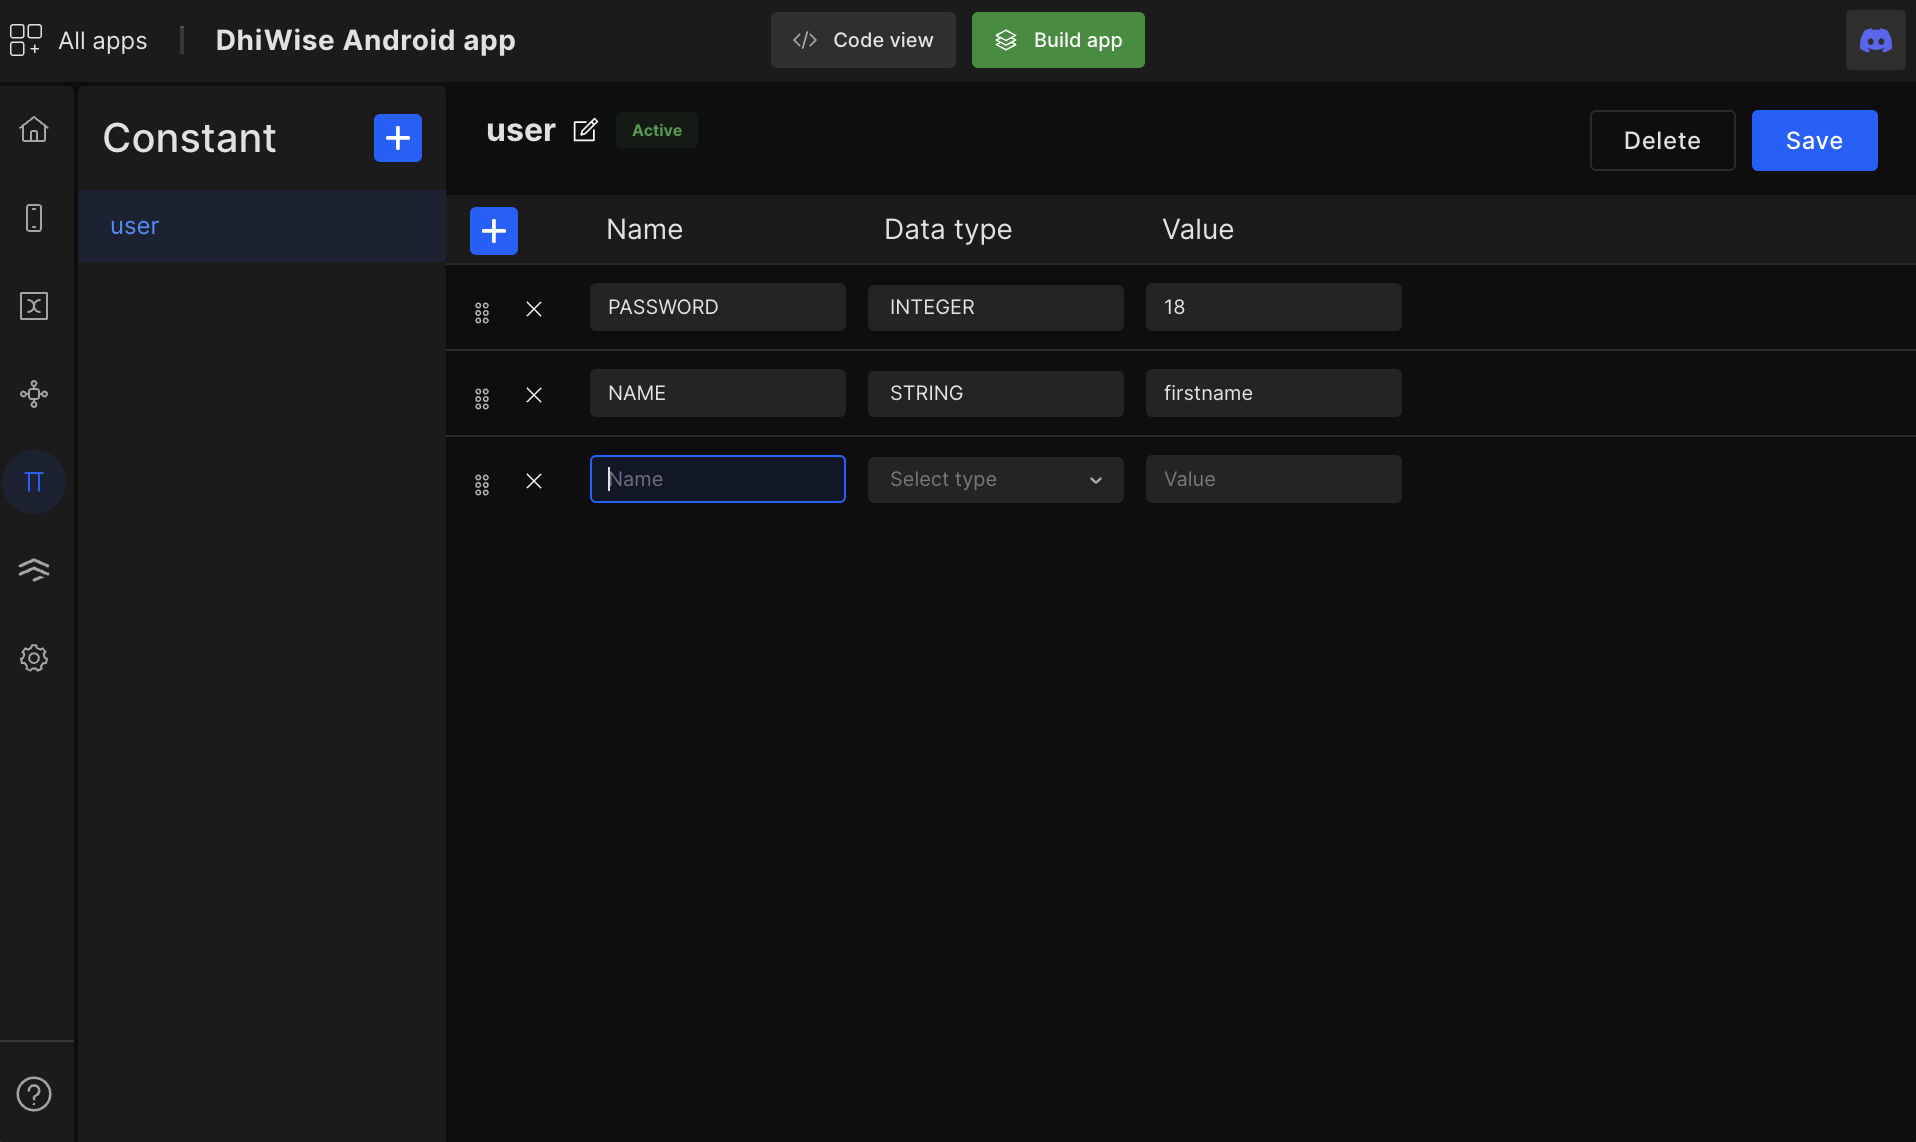 All apps
DhiWise Android app
</> Code view
Build app
Constant
user
user
Active
Delete
Save
Name Data type Value
PASSWORD INTEGER 18
NAME STRING firstname
Name Select type Value